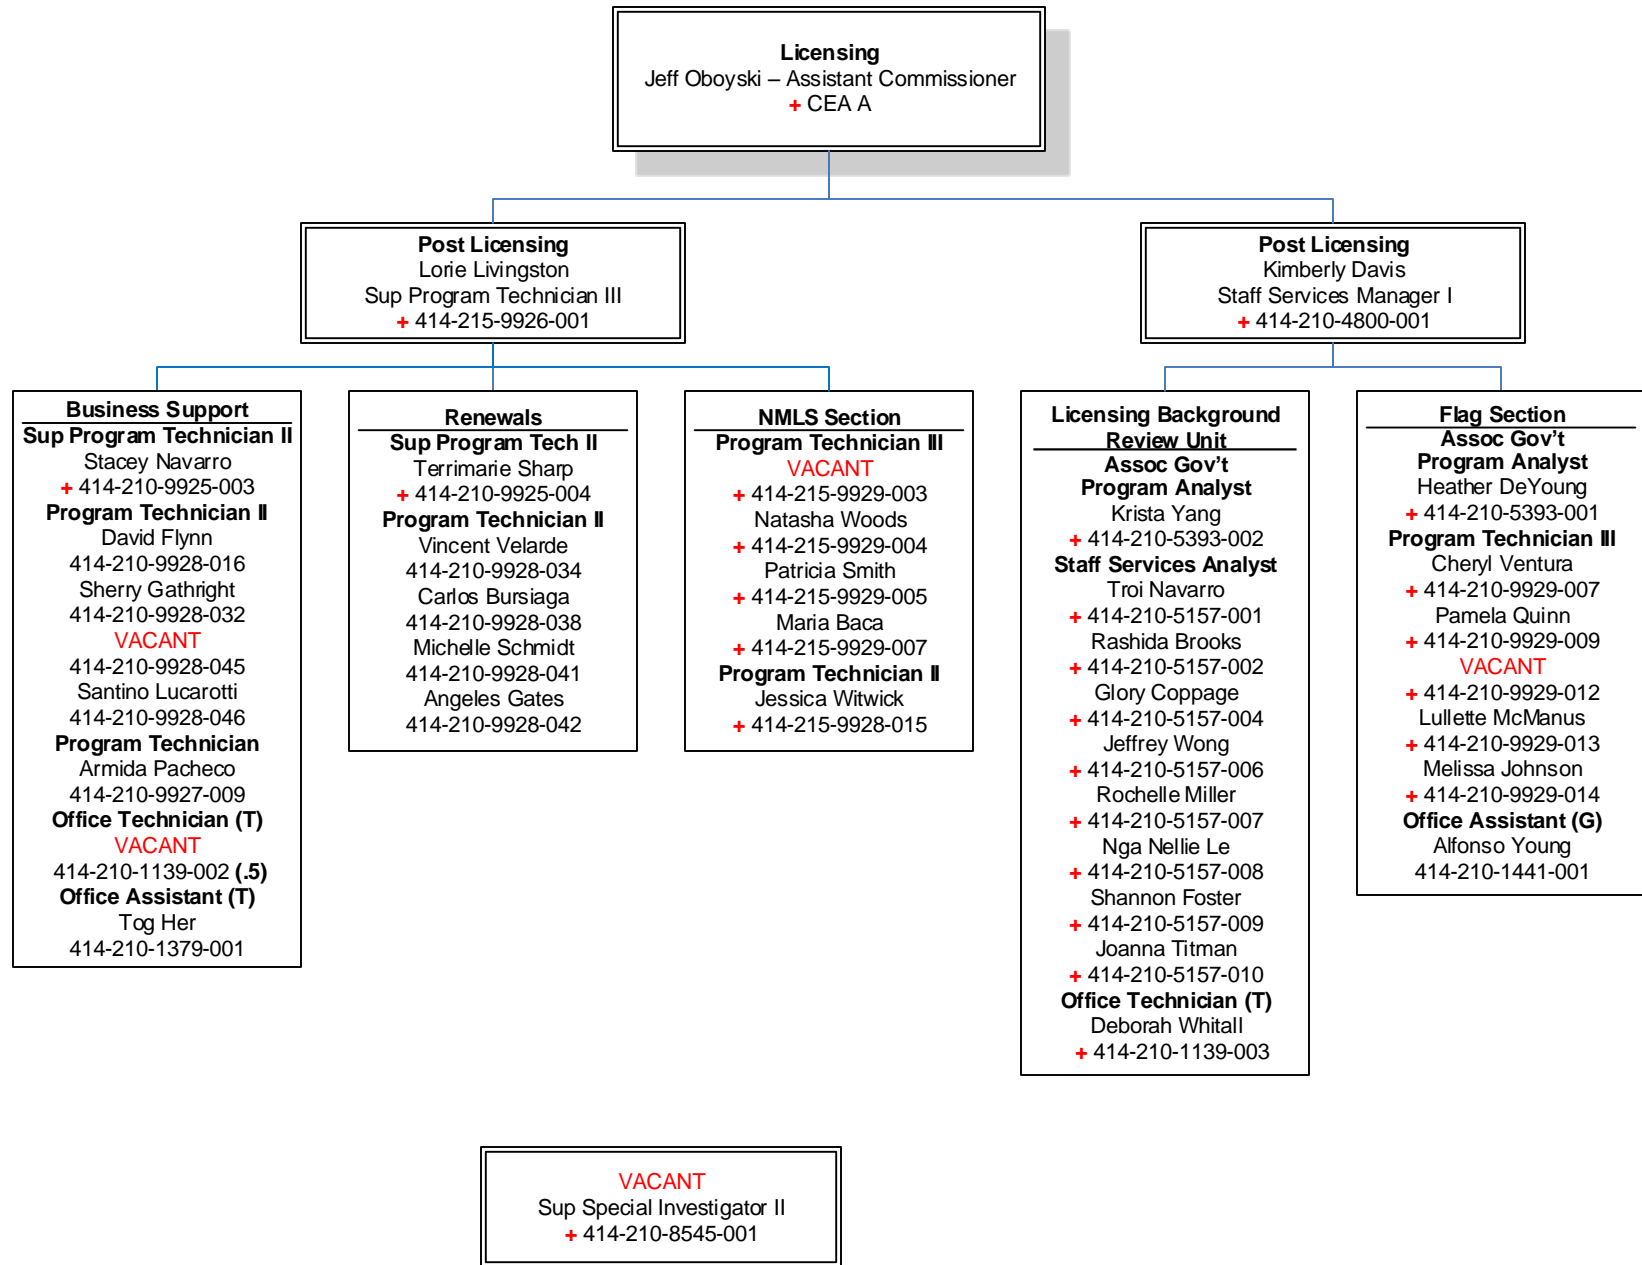 Licensing
Jeff Oboyski – Assistant Commissioner
+ CEA A
Post Licensing
Lorie Livingston
Sup Program Technician III
+ 414-215-9926-001
Post Licensing
Kimberly Davis
Staff Services Manager I
+ 414-210-4800-001
Business Support
Sup Program Technician II
Stacey Navarro
+ 414-210-9925-003
Program Technician II
David Flynn
414-210-9928-016
Sherry Gathright
414-210-9928-032
VACANT
414-210-9928-045
Santino Lucarotti
414-210-9928-046
Program Technician
Armida Pacheco
414-210-9927-009
Office Technician (T)
VACANT
414-210-1139-002 (.5)
Office Assistant (T)
Tog Her
414-210-1379-001
Renewals
Sup Program Tech II
Terrimarie Sharp
+ 414-210-9925-004
Program Technician II
Vincent Velarde
414-210-9928-034
Carlos Bursiaga
414-210-9928-038
Michelle Schmidt
414-210-9928-041
Angeles Gates
414-210-9928-042
NMLS Section
Program Technician III
VACANT
+ 414-215-9929-003
Natasha Woods
+ 414-215-9929-004
Patricia Smith
+ 414-215-9929-005
Maria Baca
+ 414-215-9929-007
Program Technician II
Jessica Witwick
+ 414-215-9928-015
Licensing Background
Review Unit
Assoc Gov't
Program Analyst
Krista Yang
+ 414-210-5393-002
Staff Services Analyst
Troi Navarro
+ 414-210-5157-001
Rashida Brooks
+ 414-210-5157-002
Glory Coppage
+ 414-210-5157-004
Jeffrey Wong
+ 414-210-5157-006
Rochelle Miller
+ 414-210-5157-007
Nga Nellie Le
+ 414-210-5157-008
Shannon Foster
+ 414-210-5157-009
Joanna Titman
+ 414-210-5157-010
Office Technician (T)
Deborah Whitall
+ 414-210-1139-003
Flag Section
Assoc Gov't
Program Analyst
Heather DeYoung
+ 414-210-5393-001
Program Technician III
Cheryl Ventura
+ 414-210-9929-007
Pamela Quinn
+ 414-210-9929-009
VACANT
+ 414-210-9929-012
Lullette McManus
+ 414-210-9929-013
Melissa Johnson
+ 414-210-9929-014
Office Assistant (G)
Alfonso Young
414-210-1441-001
VACANT
Sup Special Investigator II
+ 414-210-8545-001